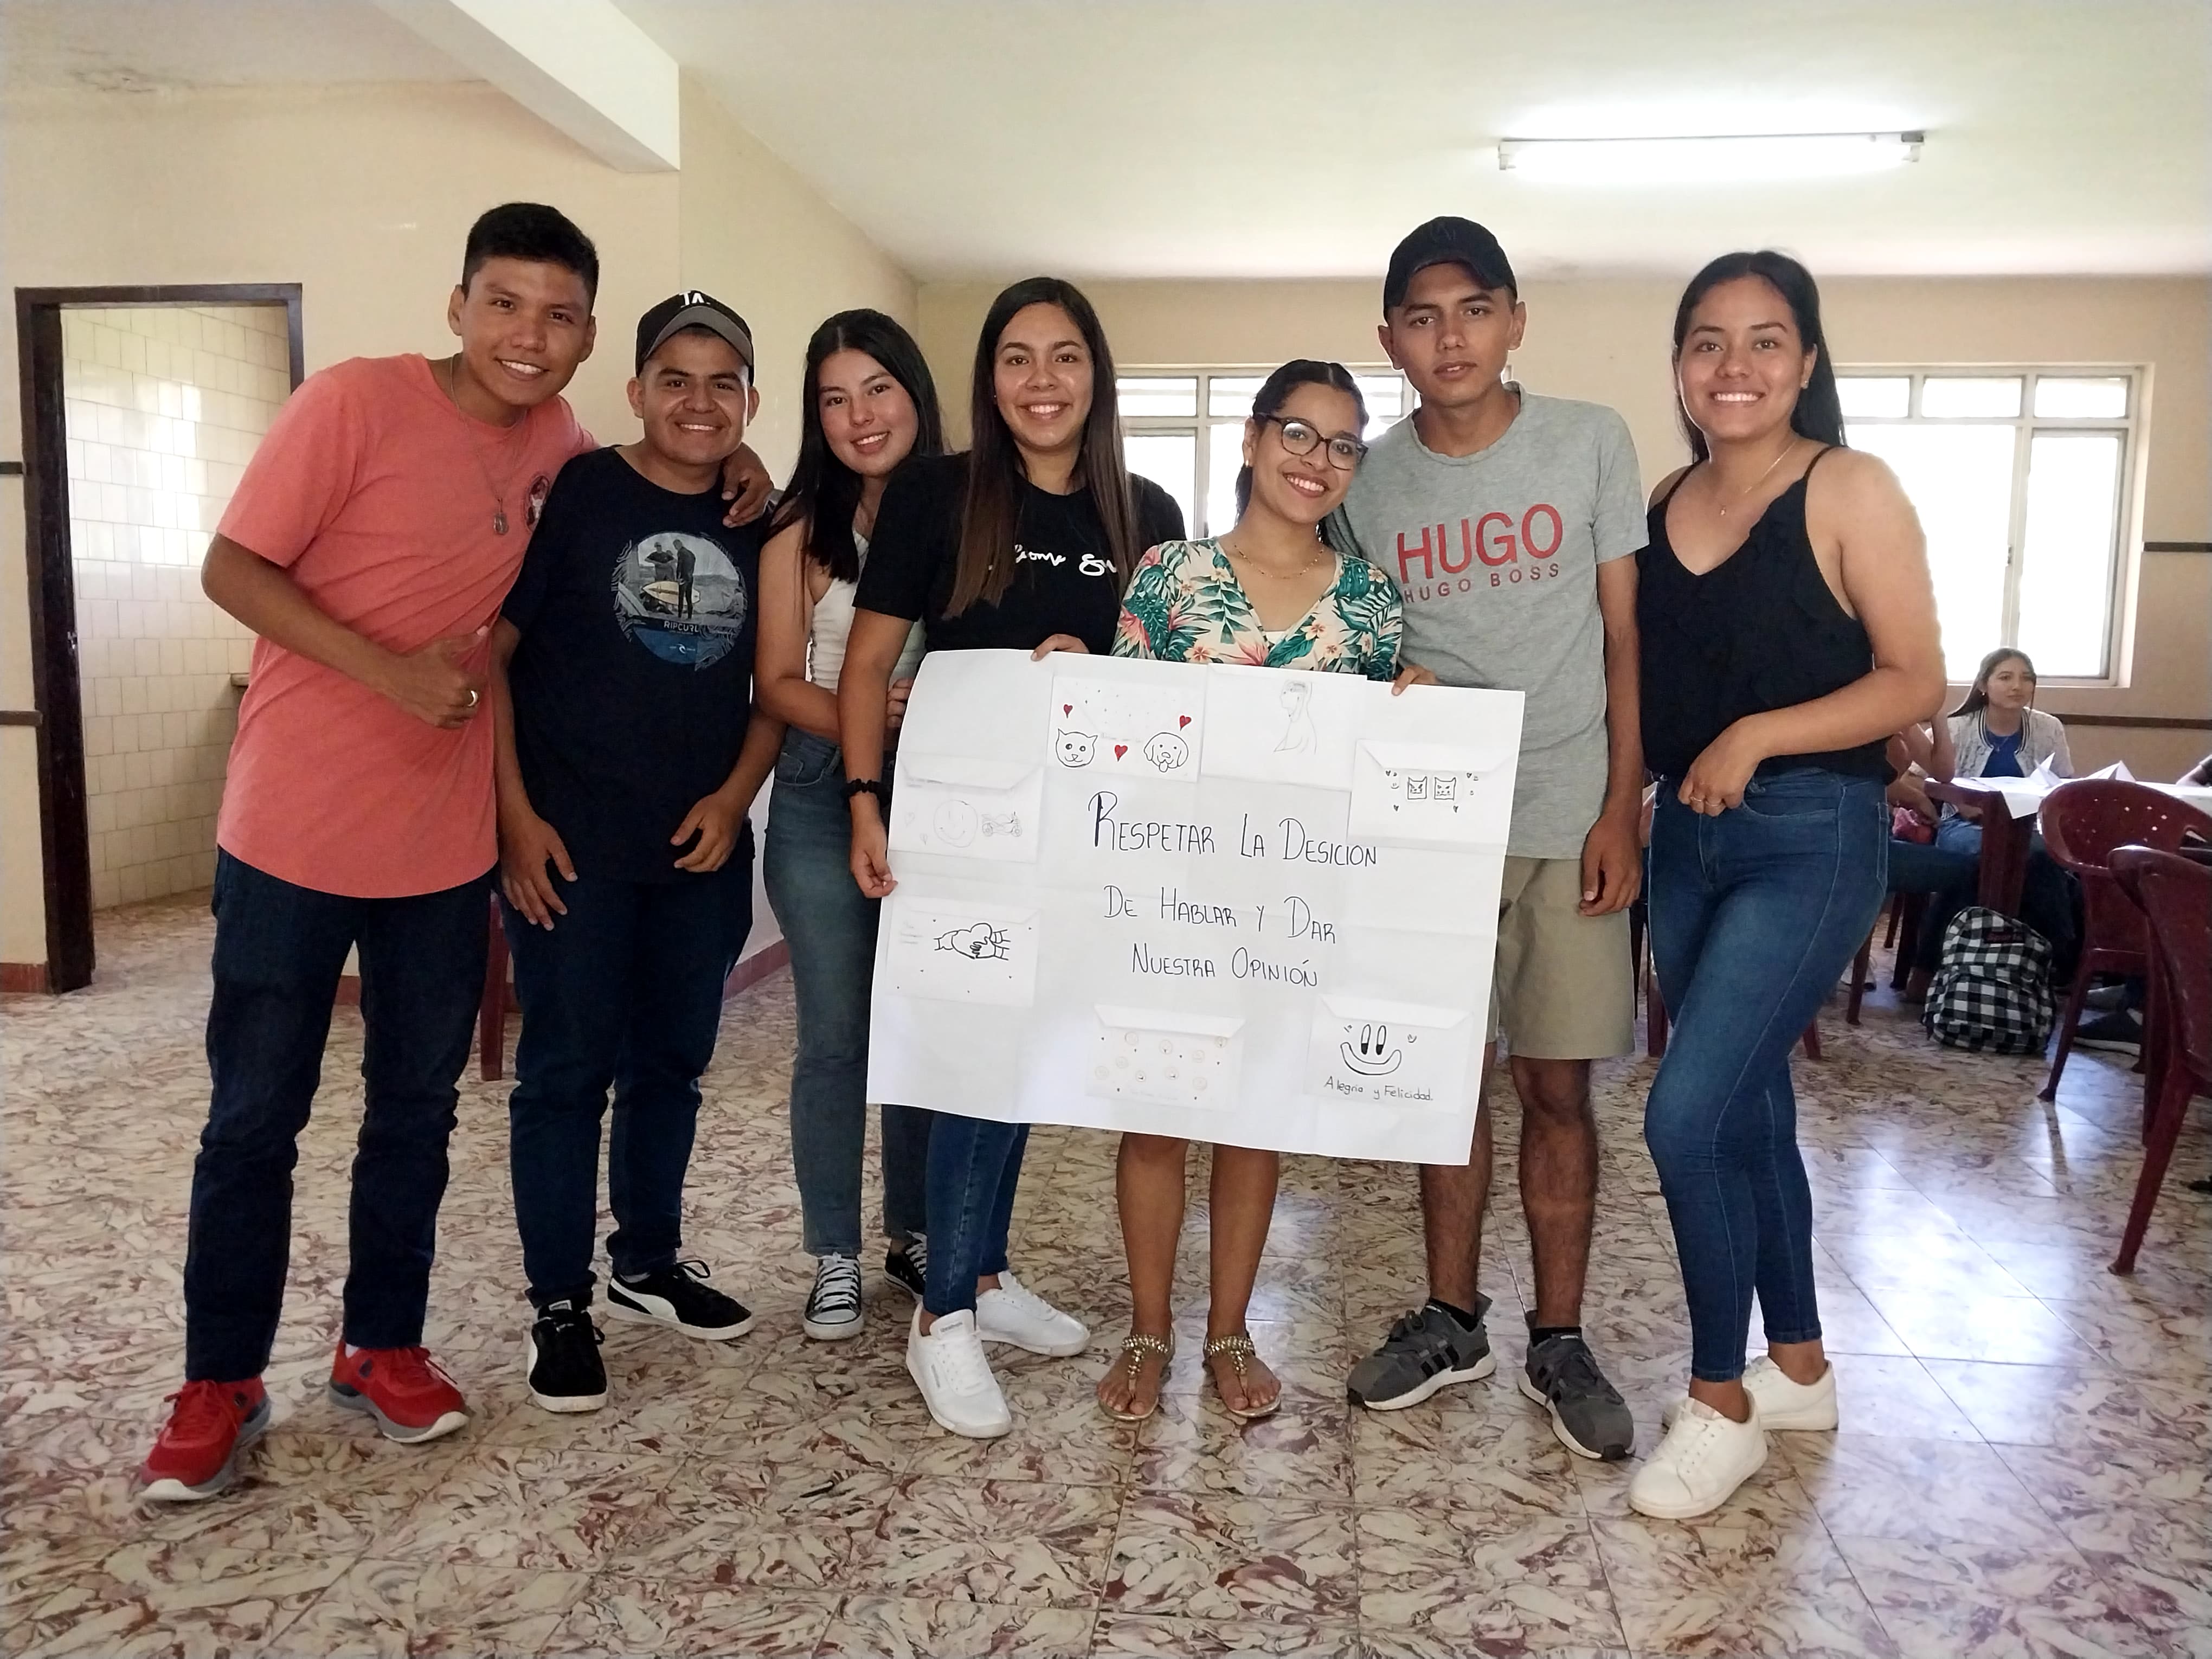 RIPCURL
HUGO
HUGO BOSS
RESPETAR LA DESICION
DE HABLAR Y DAR
NUESTRA OPINIÓN
Alegria y Felicidad.